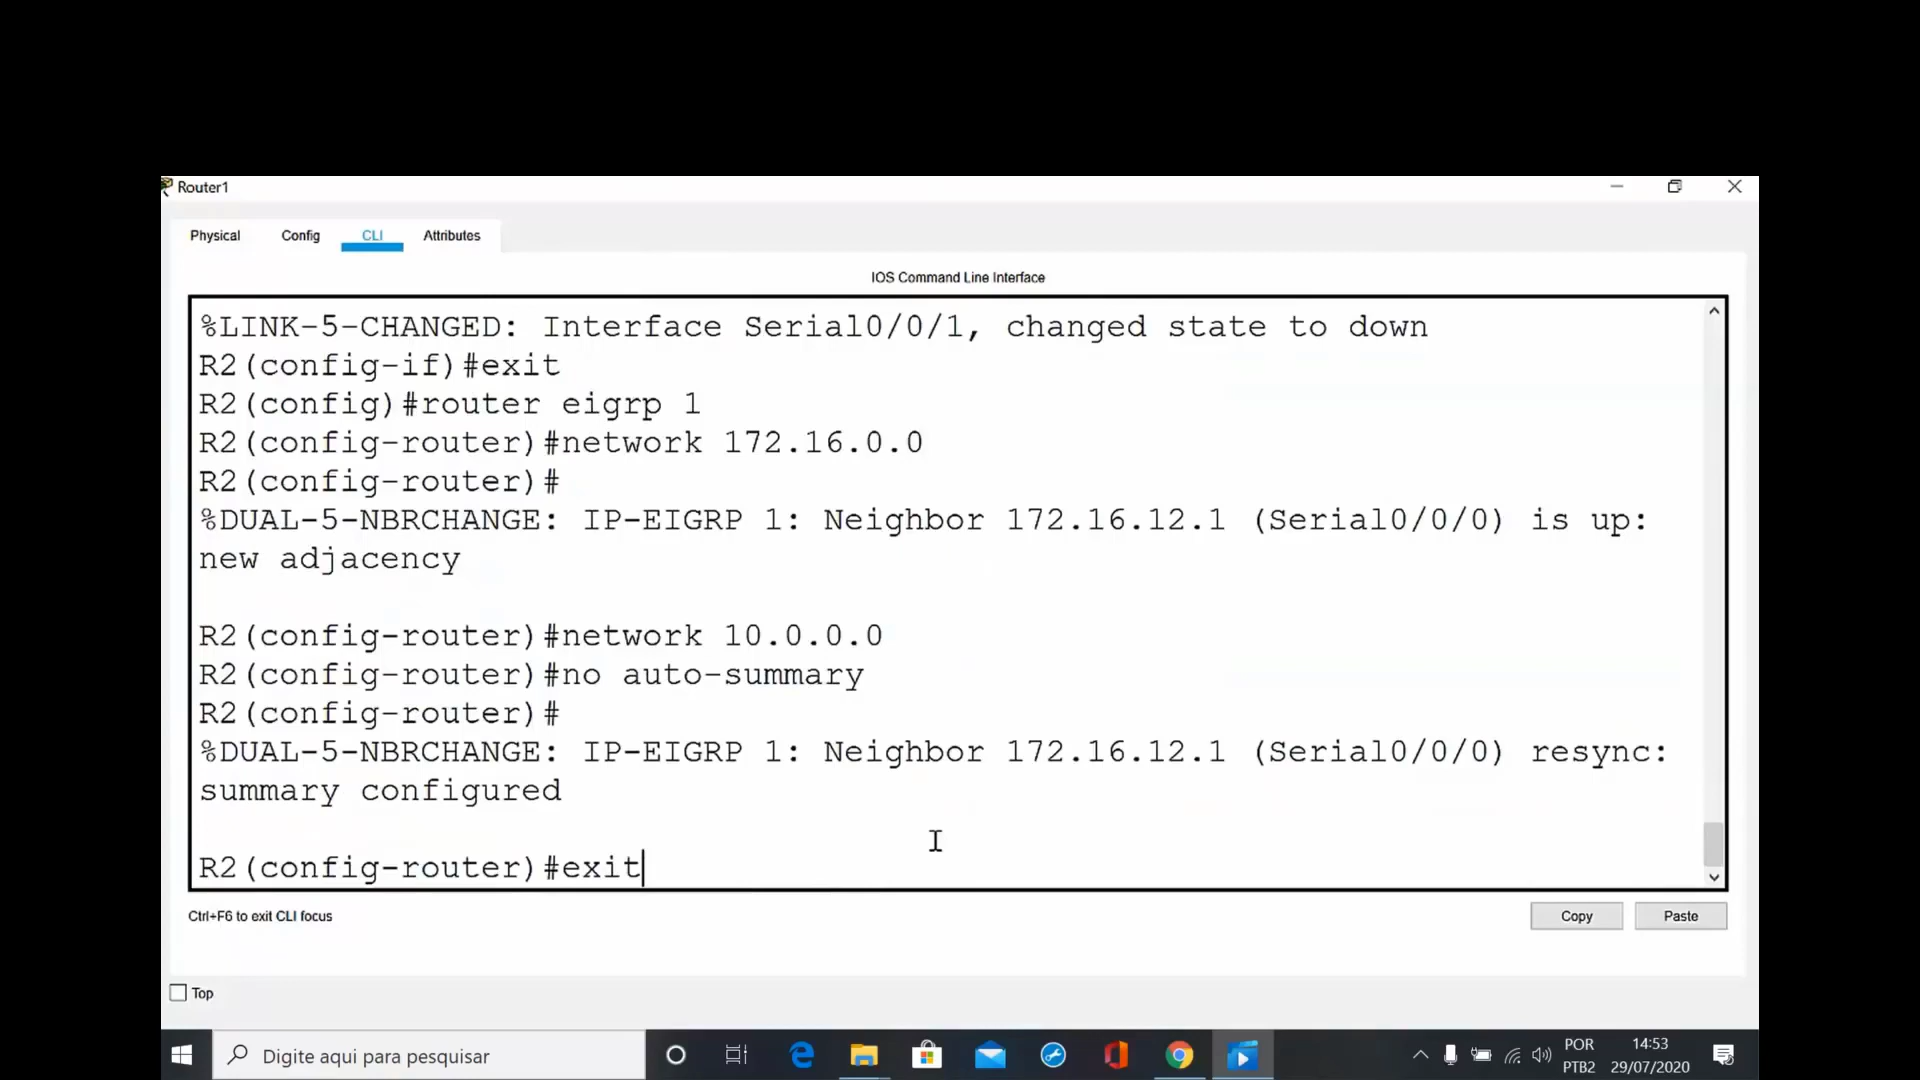 Router1
Physical Config CLI Attributes
IOS Command Line Interface
%LINK-5-CHANGED: Interface Serial0/0/1, changed state to down
R2(config-if)#exit
R2(config)#router eigrp 1
R2(config-router)#network 172.16.0.0
R2(config-router)#
%DUAL-5-NBRCHANGE: IP-EIGRP 1: Neighbor 172.16.12.1 (Serial0/0/0) is up:
new adjacency
R2(config-router)#network 10.0.0.0
R2(config-router)#no auto-summary
R2(config-router)#
%DUAL-5-NBRCHANGE: IP-EIGRP 1: Neighbor 172.16.12.1 (Serial0/0/0) resync:
summary configured
R2(config-router)#exit
Ctrl+F6 to exit CLI focus
Copy Paste
Top
Digite aqui para pesquisar
POR
PTB2
14:53
29/07/2020